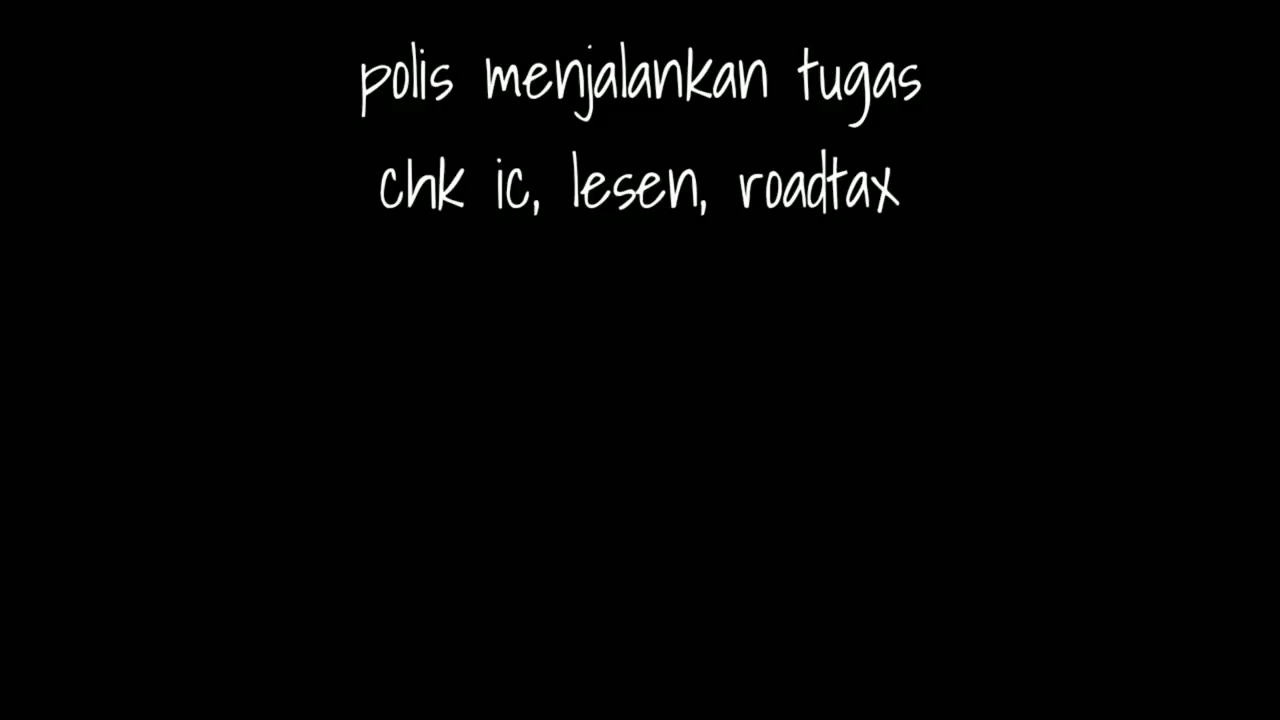 polis menjalankan tugas
chk ic, lesen, roadtax